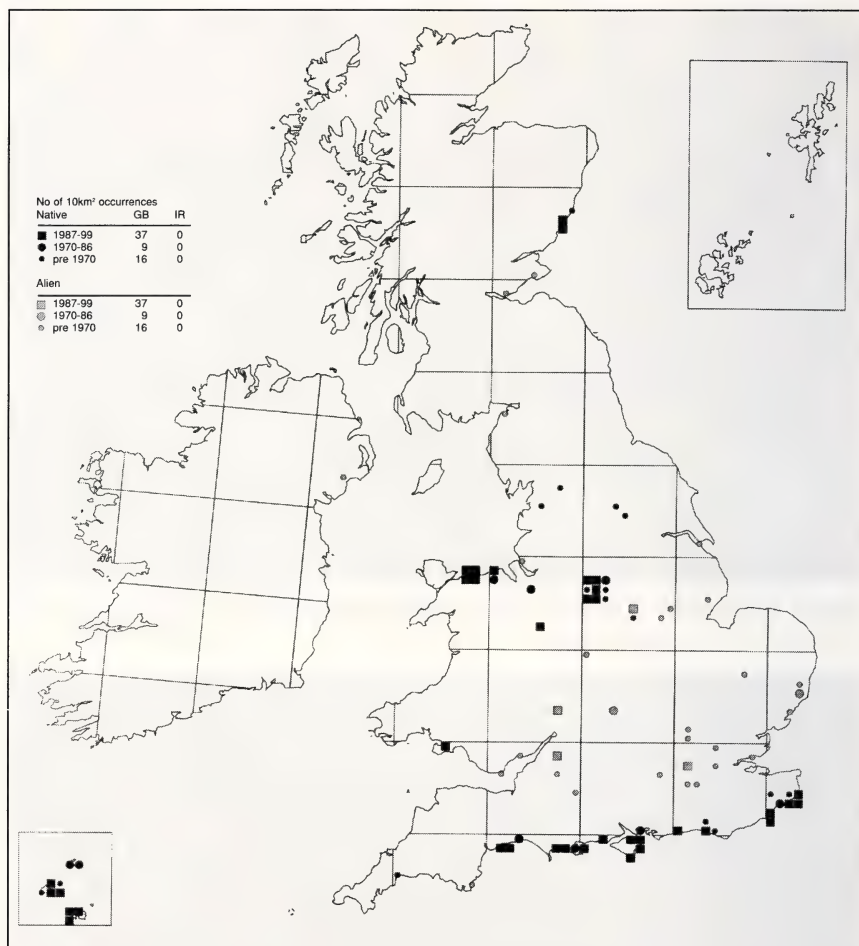 No of 10km² occurrences
Native GB IR
1987-99 37 0
1970-86 9 0
pre 1970 16 0
Alien
1987-99 37 0
1970-86 9 0
pre 1970 16 0